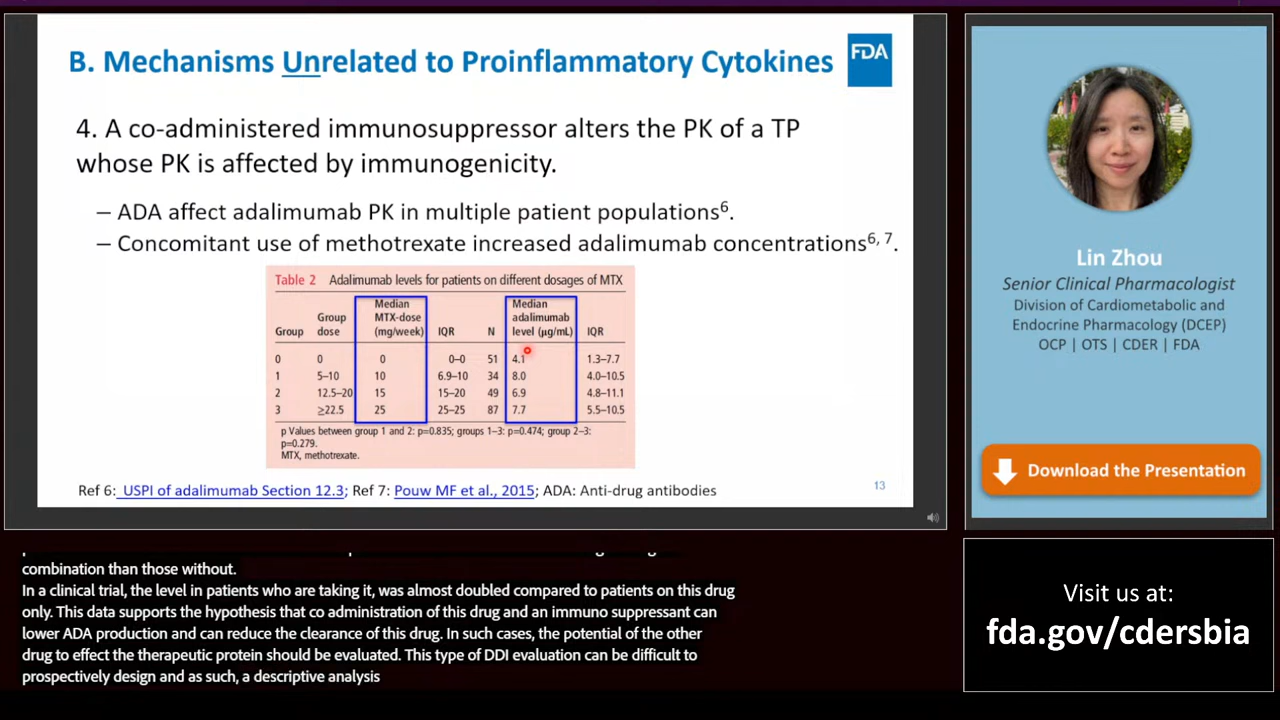 B. Mechanisms Unrelated to Proinflammatory Cytokines
FDA
4. A co-administered immunosuppressor alters the PK of a TP
whose PK is affected by immunogenicity.
– ADA affect adalimumab PK in multiple patient populations6.
– Concomitant use of methotrexate increased adalimumab concentrations6, 7.
Table 2 Adalimumab levels for patients on different dosages of MTX
Group Group dose Median MTX-dose (mg/week) IQR N Median adalimumab level (μg/mL) IQR
0 0 0 0–0 51 4.1 1.3–7.7
1 5–10 10 6.9–10 34 8.0 4.0–10.5
2 12.5–20 15 15–20 49 6.9 4.8–11.1
3 ≥22.5 25 25–25 87 7.7 5.5–10.5
p Values between group 1 and 2: p=0.835; groups 1–3: p=0.474; group 2–3:
p=0.279.
MTX, methotrexate.
Ref 6: USPI of adalimumab Section 12.3; Ref 7: Pouw MF et al., 2015; ADA: Anti-drug antibodies
13
Lin Zhou
Senior Clinical Pharmacologist
Division of Cardiometabolic and
Endocrine Pharmacology (DCEP)
OCP | OTS | CDER | FDA
Download the Presentation
combination than those without.
In a clinical trial, the level in patients who are taking it, was almost doubled compared to patients on this drug
only. This data supports the hypothesis that co administration of this drug and an immuno suppressant can
lower ADA production and can reduce the clearance of this drug. In such cases, the potential of the other
drug to effect the therapeutic protein should be evaluated. This type of DDI evaluation can be difficult to
prospectively design and as such, a descriptive analysis
Visit us at:
fda.gov/cdersbia